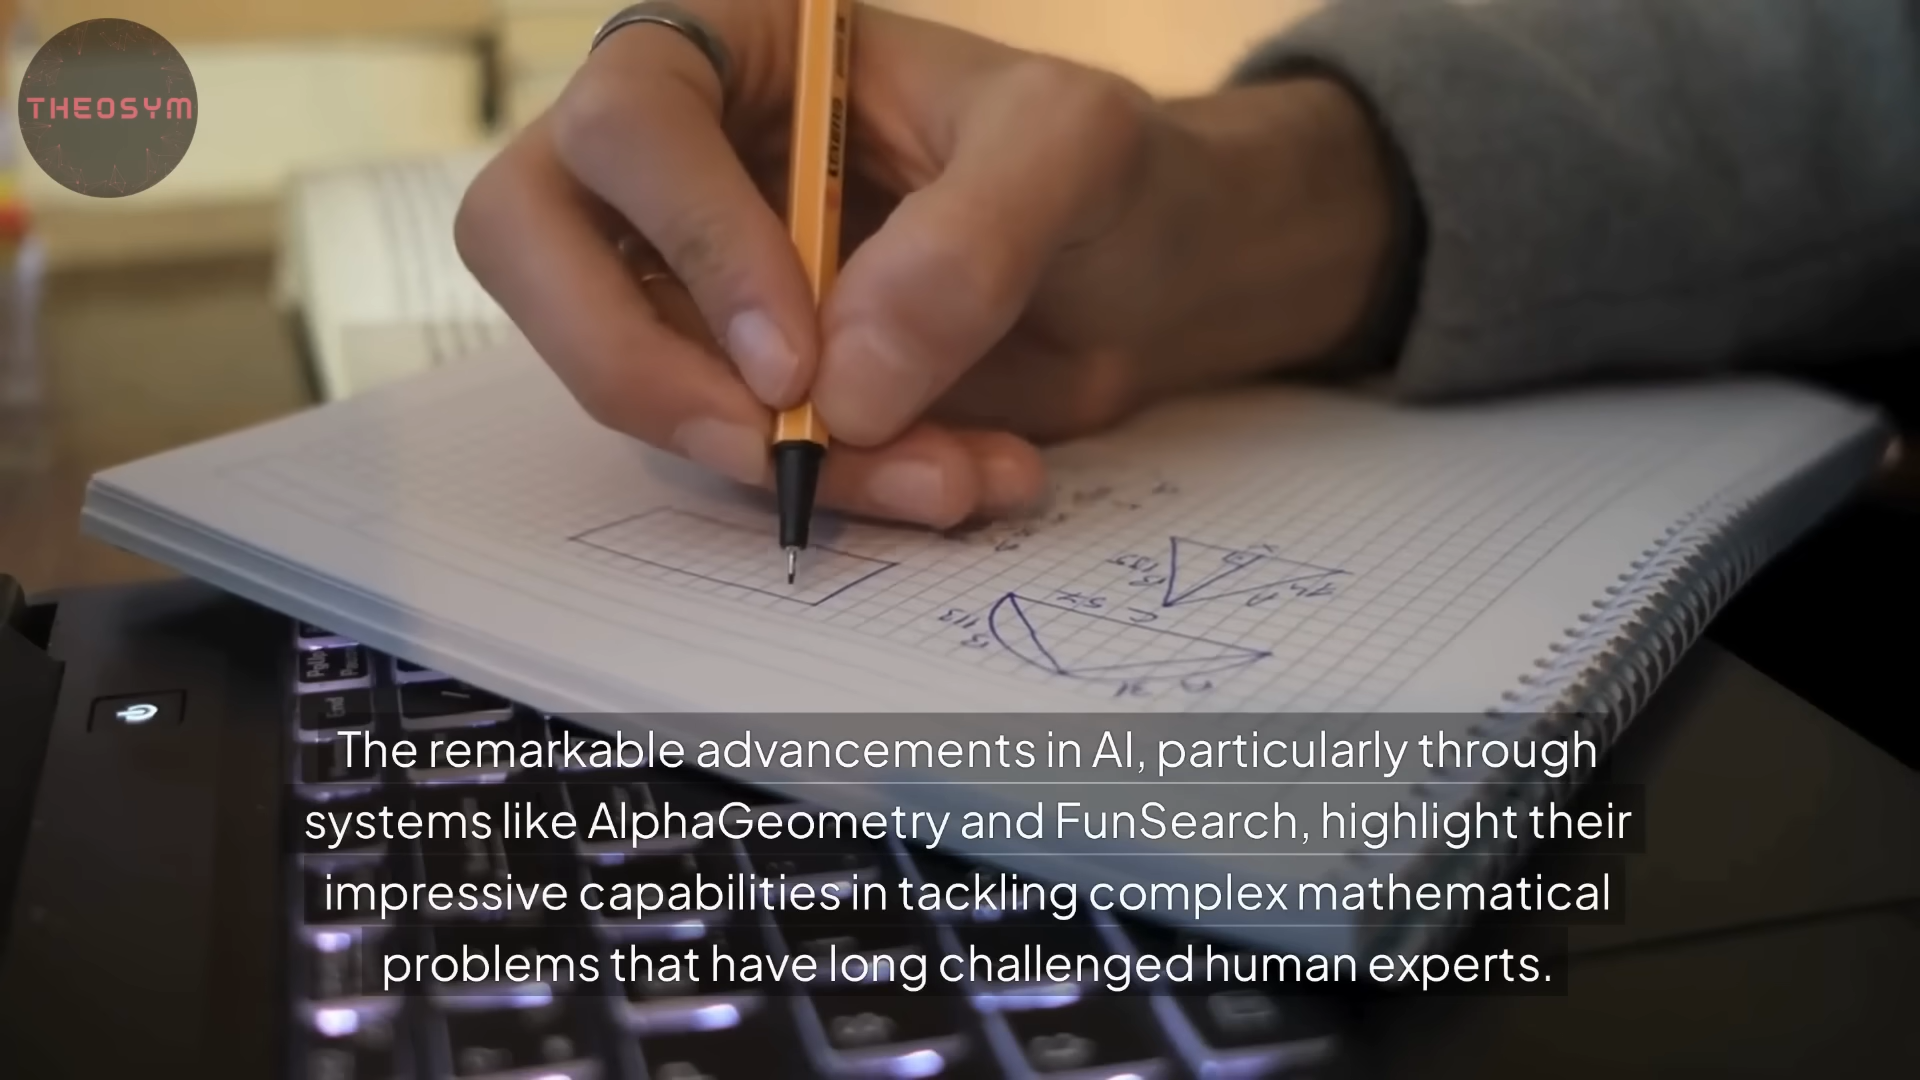 THEOSYM
The remarkable advancements in AI, particularly through
systems like AlphaGeometry and FunSearch, highlight their
impressive capabilities in tackling complex mathematical
problems that have long challenged human experts.
End